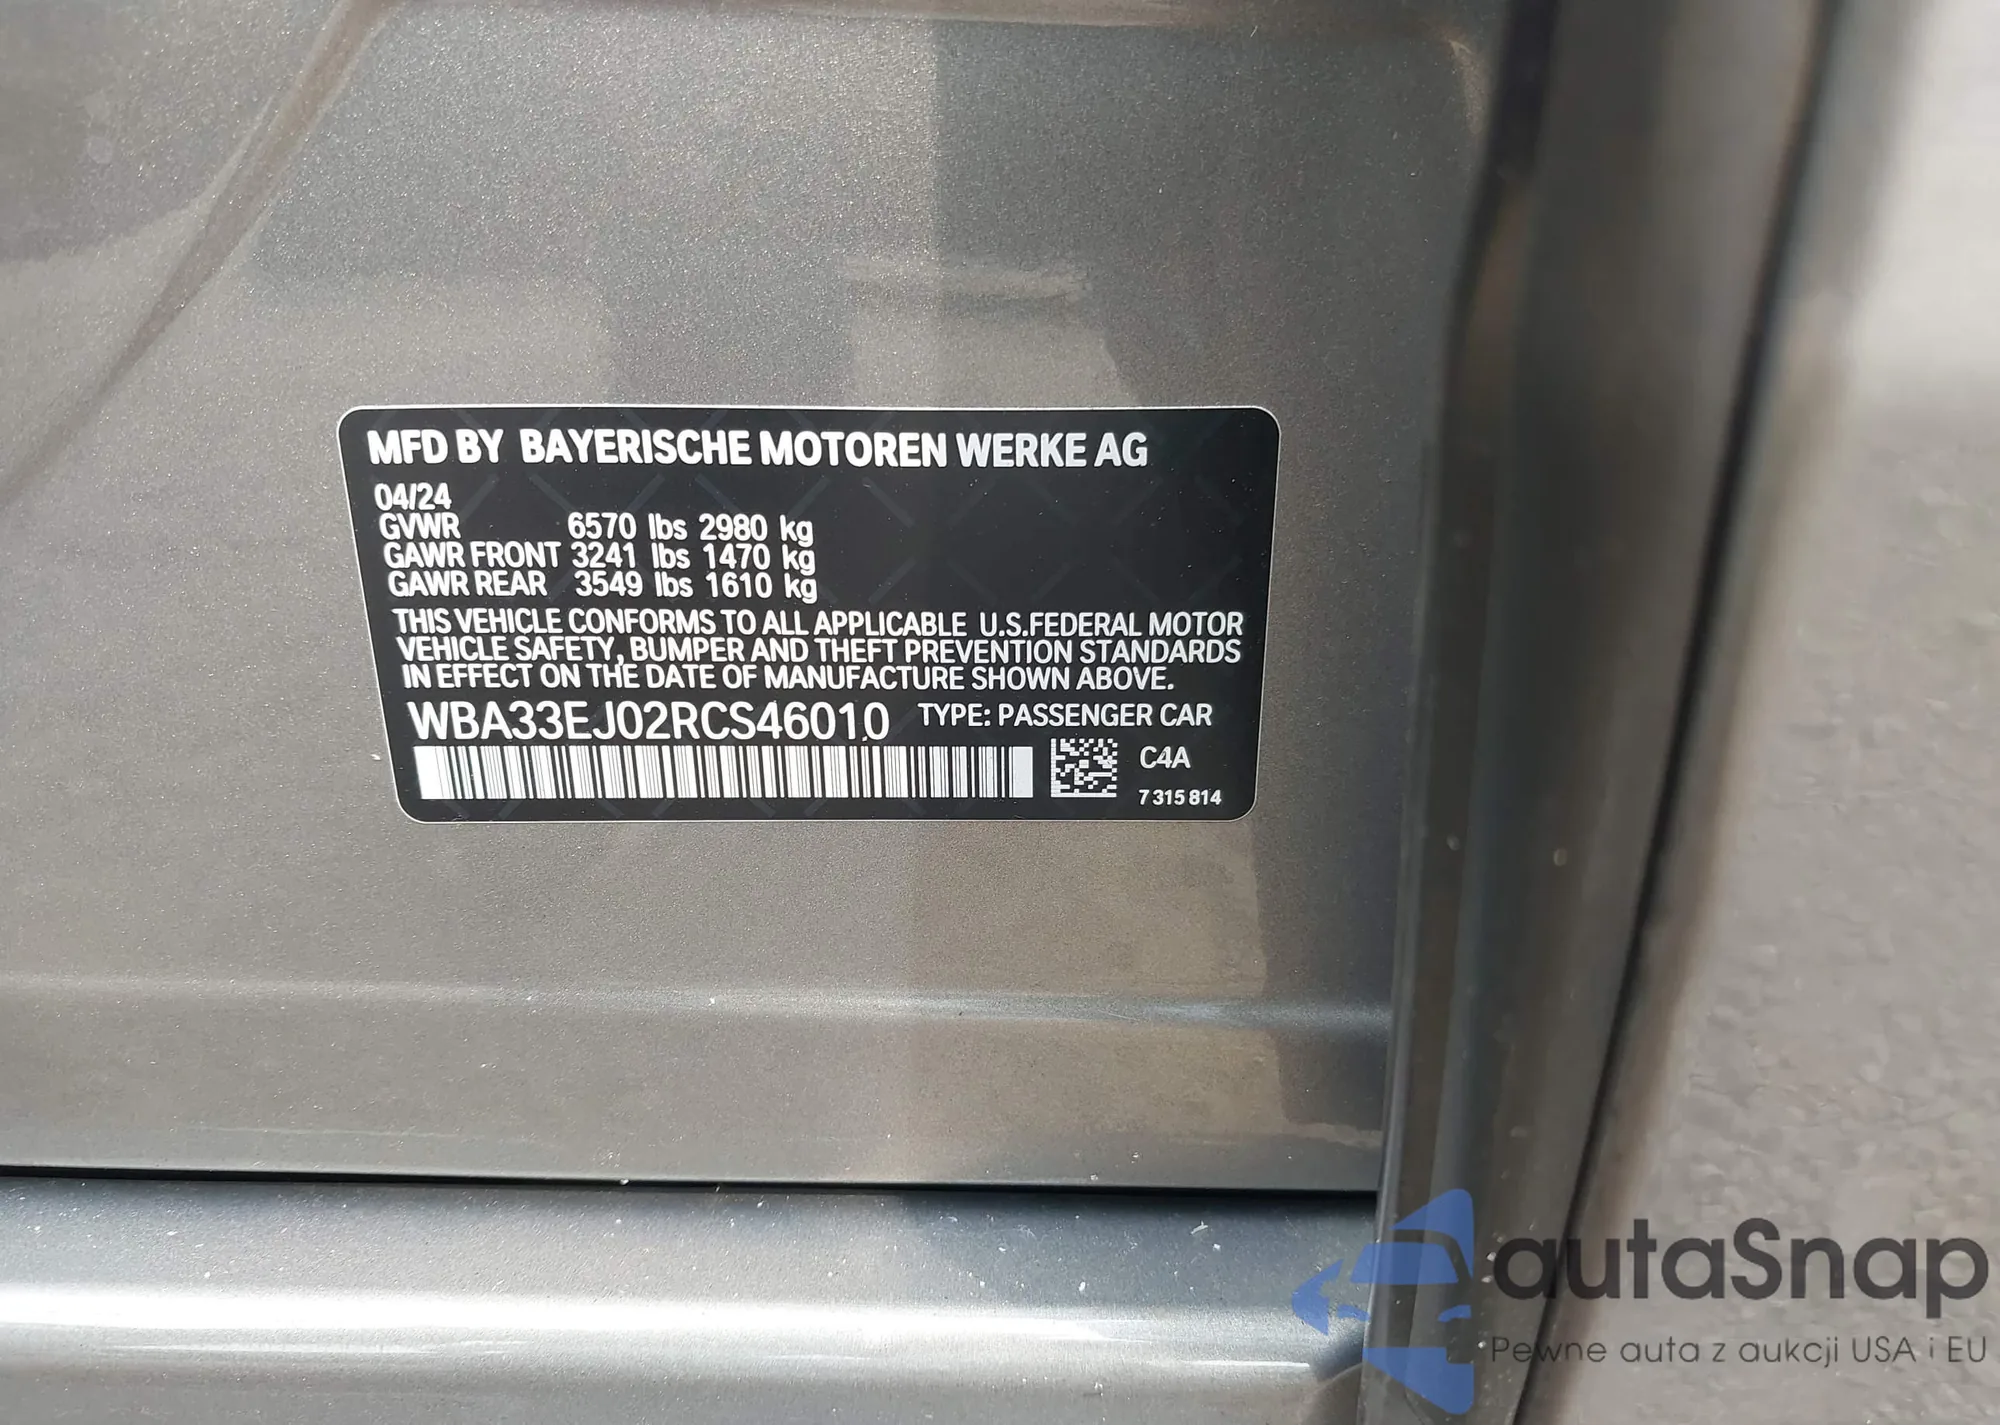 MFD BY BAYERISCHE MOTOREN WERKE AG
04/24
GVWR 6570 lbs 2980 kg
GAWR FRONT 3241 lbs 1470 kg
GAWR REAR 3549 lbs 1610 kg
THIS VEHICLE CONFORMS TO ALL APPLICABLE U.S.FEDERAL MOTOR
VEHICLE SAFETY, BUMPER AND THEFT PREVENTION STANDARDS
IN EFFECT ON THE DATE OF MANUFACTURE SHOWN ABOVE.
WBA33EJ02RCS46010 TYPE: PASSENGER CAR
C4A
7 315 814
autaSnap
Pewne auta z aukcji USA i EU